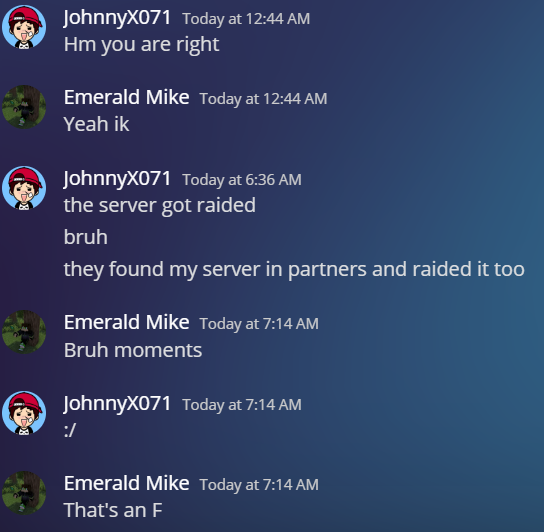 JohnnyX071 Today at 12:44 AM
Hm you are right
Emerald Mike Today at 12:44 AM
Yeah ik
JohnnyX071 Today at 6:36 AM
the server got raided
bruh
they found my server in partners and raided it too
Emerald Mike Today at 7:14 AM
Bruh moments
JohnnyX071 Today at 7:14 AM
:/
Emerald Mike Today at 7:14 AM
That's an F